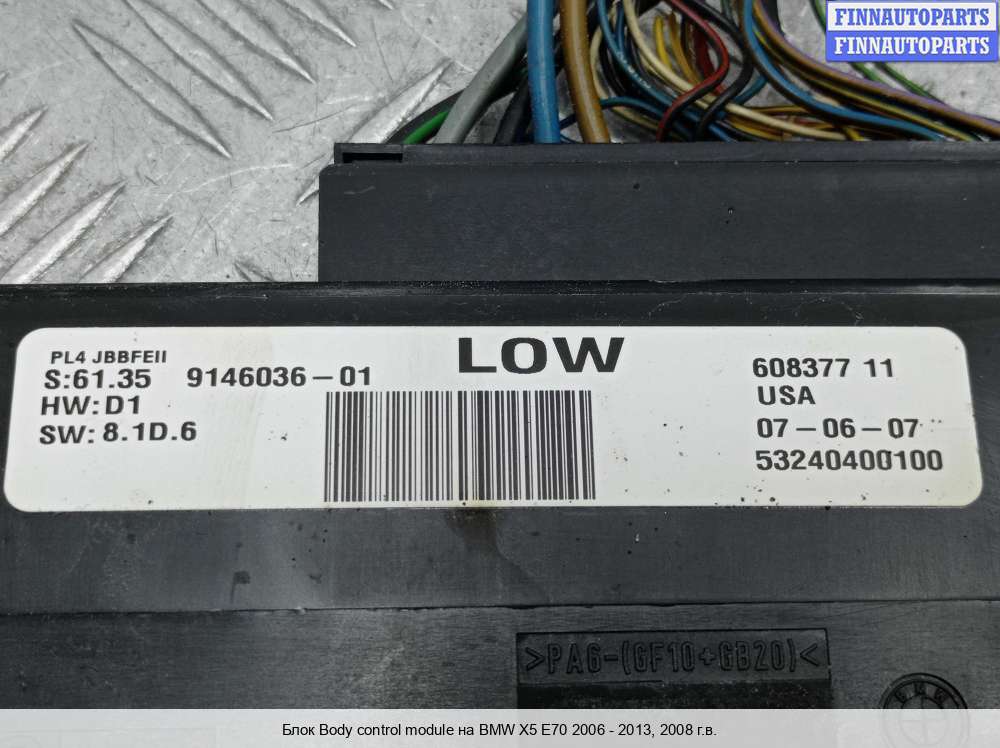 FINNAUTOPARTS
FINNAUTOPARTS
PL4 JBBFEII
S:61.35 9146036-01
HW:D1
SW:8.1D.6
LOW
608377 11
USA
07-06-07
53240400100
>PA6-(GF10+GB20)<
BMW
Блок Body control module на BMW X5 E70 2006 - 2013, 2008 г.в.